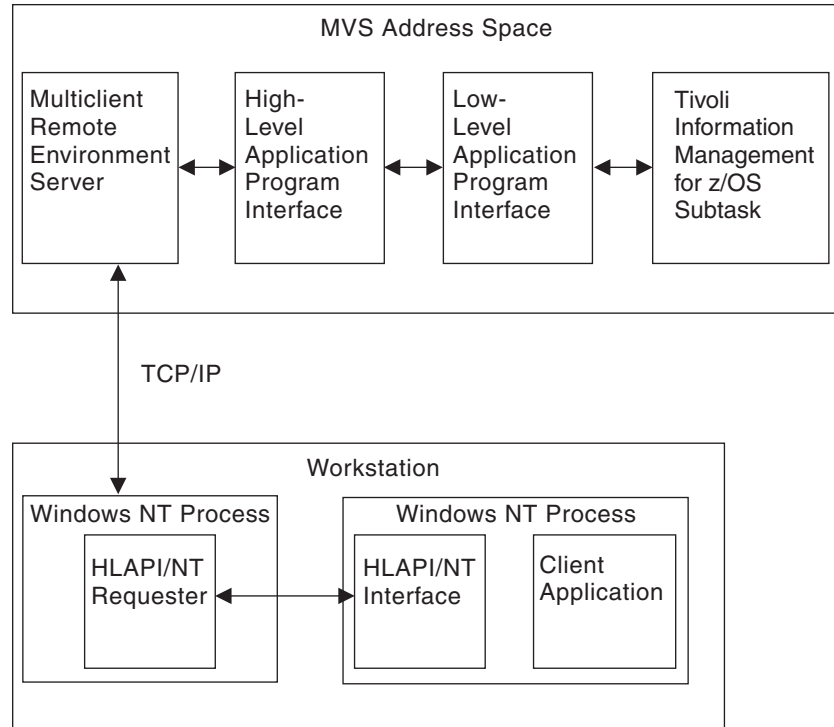 MVS Address Space
Multiclient
Remote
Environment
Server
High-
Level
Application
Program
Interface
Low-
Level
Application
Program
Interface
Tivoli
Information
Management
for z/OS
Subtask
TCP/IP
Workstation
Windows NT Process
HLAPI/NT
Requester
Windows NT Process
HLAPI/NT
Interface
Client
Application